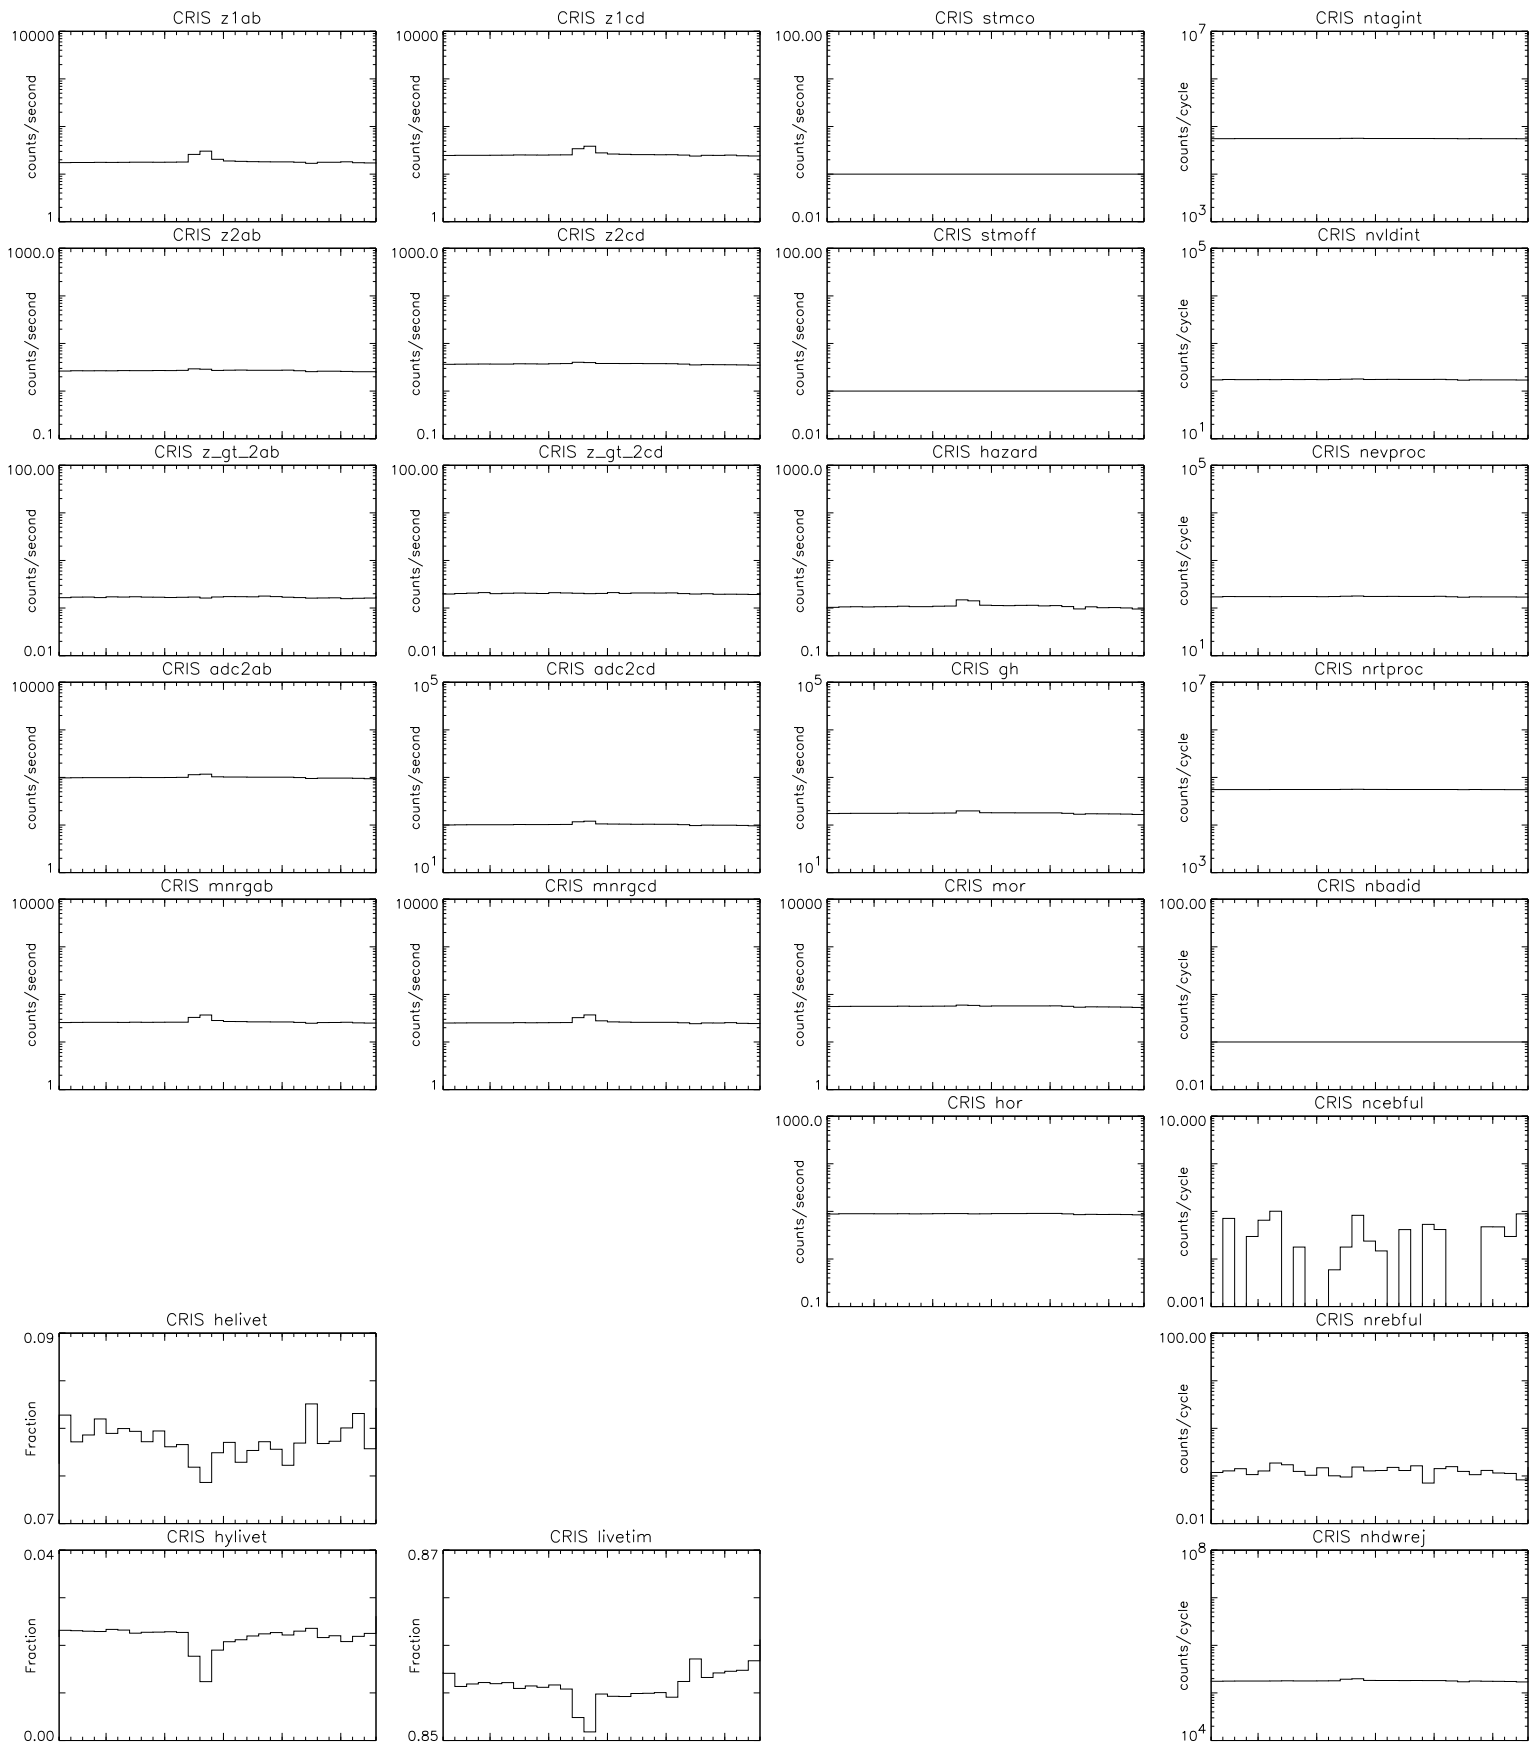 CRIS z1ab
CRIS z1cd
CRIS stmco
CRIS ntagint
10000
counts/second
1
10000
counts/second
1
100.00
counts/second
0.01
10^7
counts/cycle
10^3
CRIS z2ab
CRIS z2cd
CRIS stmoff
CRIS nvldint
1000.0
counts/second
0.1
1000.0
counts/second
0.1
100.00
counts/second
0.01
10^5
counts/cycle
10^1
CRIS z_gt_2ab
CRIS z_gt_2cd
CRIS hazard
CRIS nevproc
100.00
counts/second
0.01
100.00
counts/second
0.01
1000.0
counts/second
0.1
10^5
counts/cycle
10^1
CRIS adc2ab
CRIS adc2cd
CRIS gh
CRIS nrtproc
10000
counts/second
1
10^5
counts/second
10^1
10^5
counts/second
10^1
10^7
counts/cycle
10^3
CRIS mnrgab
CRIS mnrgcd
CRIS mor
CRIS nbadid
10000
counts/second
1
10000
counts/second
1
10000
counts/second
1
100.00
counts/cycle
0.01
CRIS hor
CRIS ncebful
1000.0
counts/second
0.1
10.000
counts/cycle
0.001
CRIS helivet
CRIS nrebful
0.09
Fraction
0.07
100.00
counts/cycle
0.01
CRIS hylivet
CRIS livetim
CRIS nhdwrej
0.04
Fraction
0.00
0.87
Fraction
0.85
10^8
counts/cycle
10^4